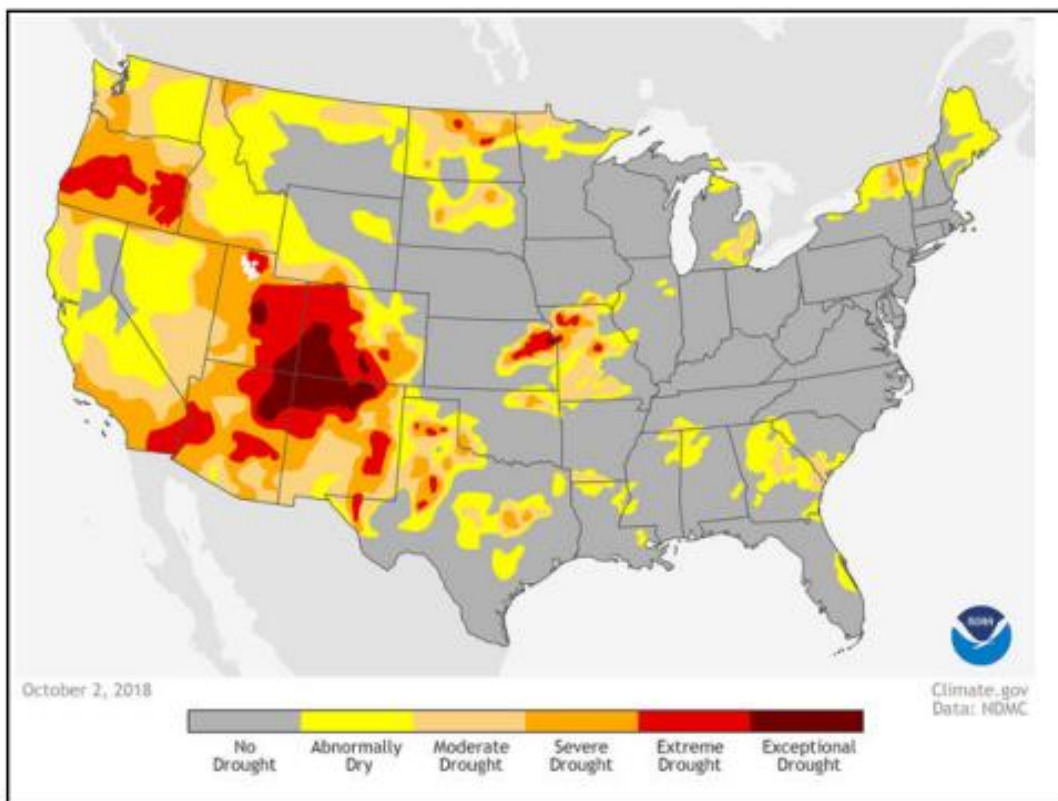 NOAA
October 2, 2018
Climate.gov
Data: NDMC
No Drought
Abnormally Dry
Moderate Drought
Severe Drought
Extreme Drought
Exceptional Drought